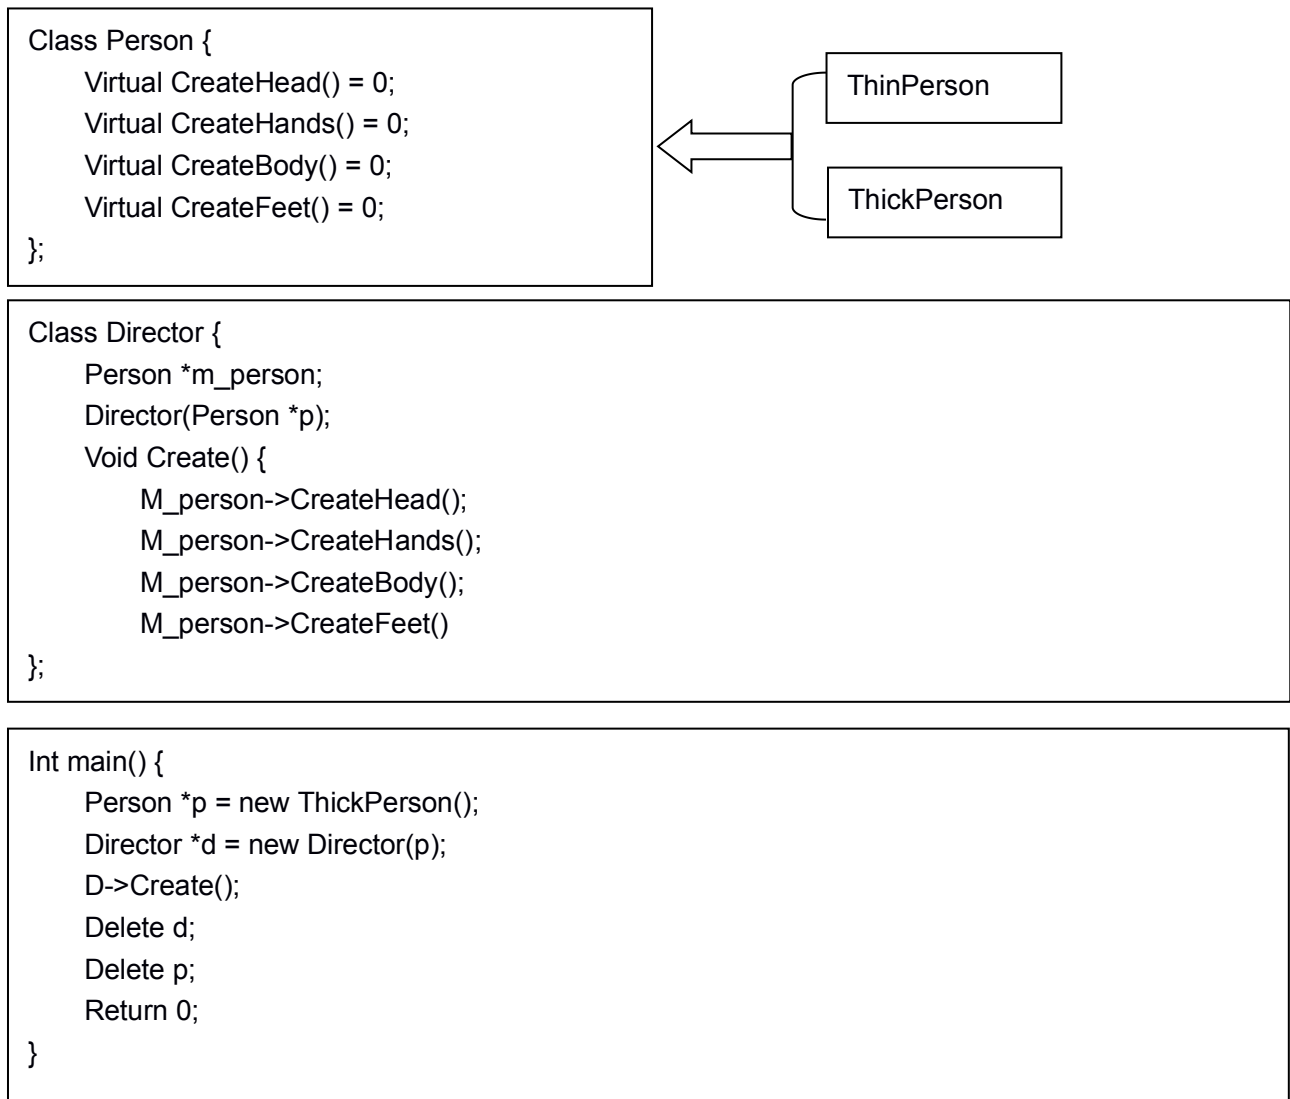 Class Person {
Virtual CreateHead() = 0;
Virtual CreateHands() = 0;
Virtual CreateBody() = 0;
Virtual CreateFeet() = 0;
};
ThinPerson
ThickPerson
Class Director {
Person *m_person;
Director(Person *p);
Void Create() {
M_person->CreateHead();
M_person->CreateHands();
M_person->CreateBody();
M_person->CreateFeet()
};
Int main() {
Person *p = new ThickPerson();
Director *d = new Director(p);
D->Create();
Delete d;
Delete p;
Return 0;
}